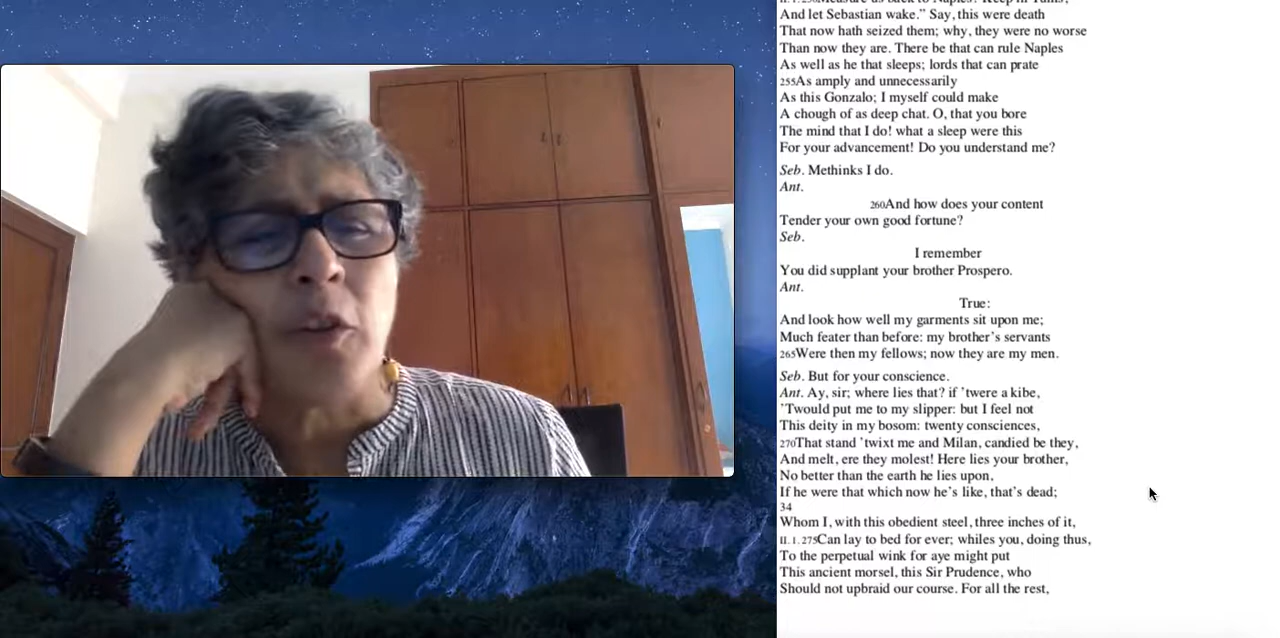 And let Sebastian wake.” Say, this were death
That now hath seized them; why, they were no worse
Than now they are. There be that can rule Naples
As well as he that sleeps; lords that can prate
255As amply and unnecessarily
As this Gonzalo; I myself could make
A chough of as deep chat. O, that you bore
The mind that I do! what a sleep were this
For your advancement! Do you understand me?
Seb. Methinks I do.
Ant.
260And how does your content
Tender your own good fortune?
Seb.
I remember
You did supplant your brother Prospero.
Ant.
True:
And look how well my garments sit upon me;
Much feater than before: my brother’s servants
265Were then my fellows; now they are my men.
Seb. But for your conscience.
Ant. Ay, sir; where lies that? if ’twere a kibe,
’Twould put me to my slipper: but I feel not
This deity in my bosom: twenty consciences,
270That stand ’twixt me and Milan, candied be they,
And melt, ere they molest! Here lies your brother,
No better than the earth he lies upon,
If he were that which now he’s like, that’s dead;
34
Whom I, with this obedient steel, three inches of it,
II. 1. 275Can lay to bed for ever; whiles you, doing thus,
To the perpetual wink for aye might put
This ancient morsel, this Sir Prudence, who
Should not upbraid our course. For all the rest,